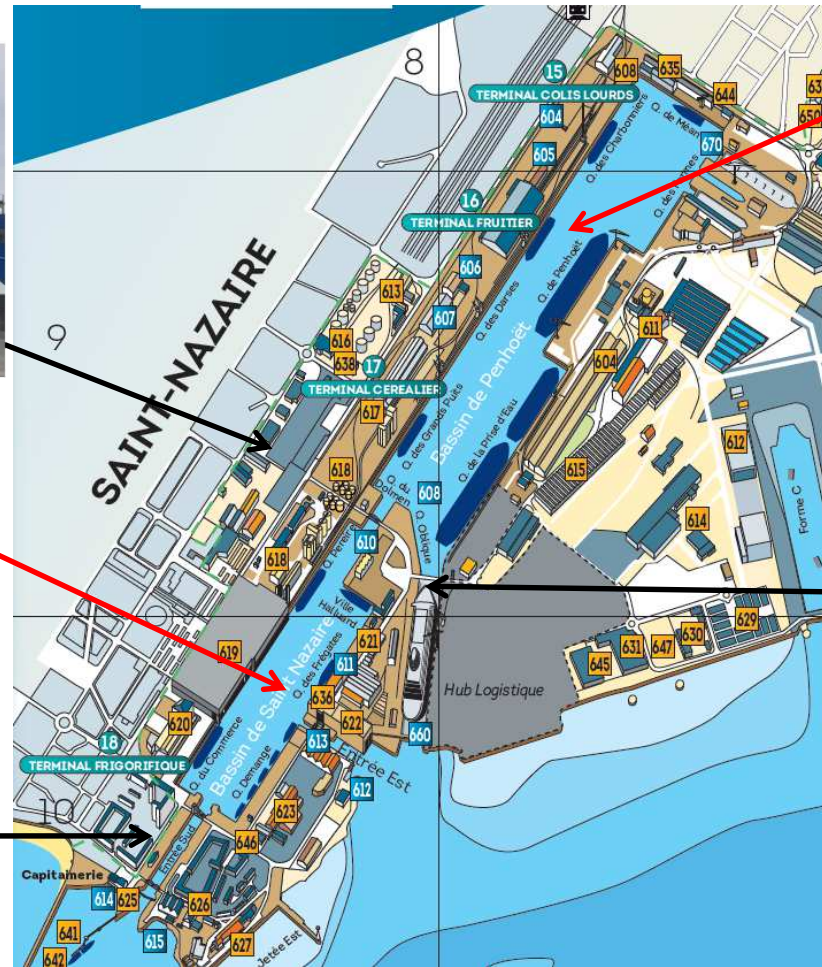 8
15
TERMINAL COLIS LOURDS
608
635
644
650
604
605
Q. des Charbonniers
Q. de Méan
670
16
TERMINAL FRUITIER
606
607
613
616
638
9
17
TERMINAL CEREALIER
617
618
SAINT-NAZAIRE
Q. des Darses
Q. de Penhoët
Bassin de Penhoët
Q. des Grands Puits
Q. de la Prise d'Eau
Q. du Dolmen
608
Q. Oblique
611
604
615
612
614
Forme C
618
Q. Pereire
610
Ville Halluard
619
621
611
Q. des Frégates
Bassin de Saint Nazaire
636
622
613
660
Entrée Est
612
Hub Logistique
645
631
647
630
629
620
18
TERMINAL FRIGORIFIQUE
Q. du Commerce
Q. Demange
10
623
646
Entrée Sud
Capitainerie
614
625
626
641
642
615
627
Jetée Est